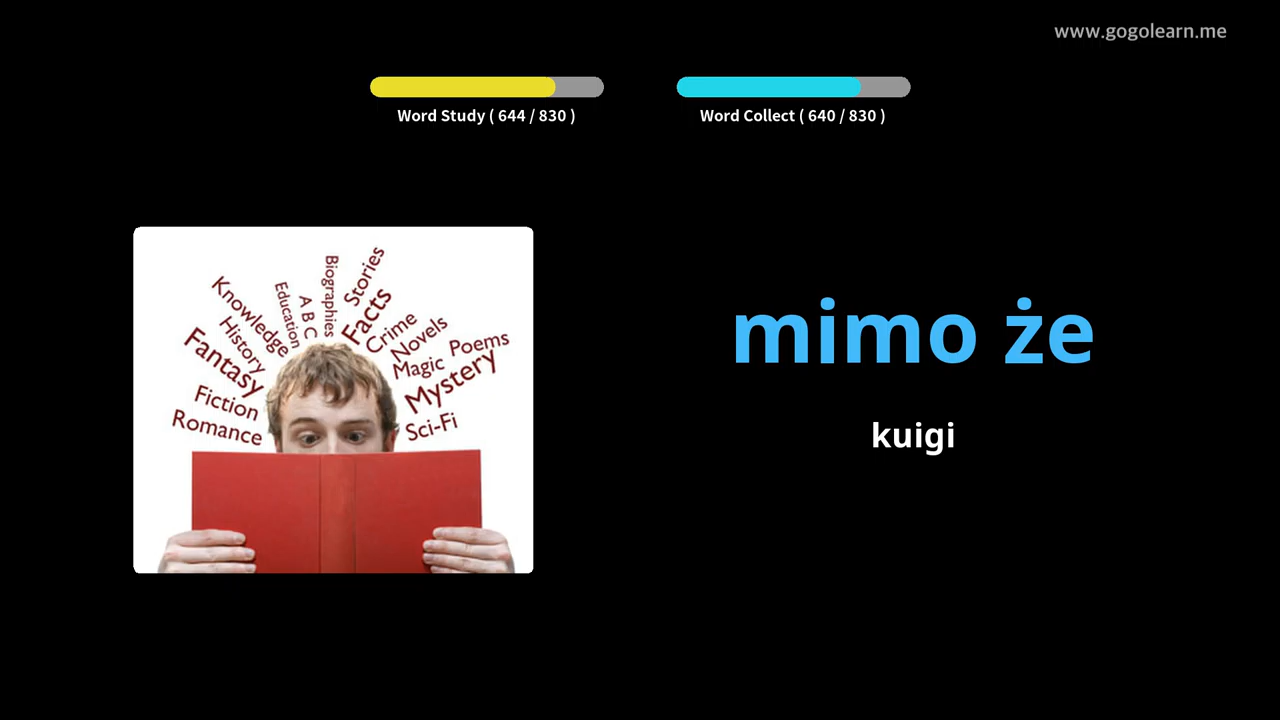 www.gogolearn.me
Word Study ( 644 / 830 )
Word Collect ( 640 / 830 )
mimo że
kuigi
Knowledge
Education
A B C
Biographies
Stories
Facts
Crime
Novels
Poems
Magic
Mystery
Sci-Fi
History
Fantasy
Fiction
Romance